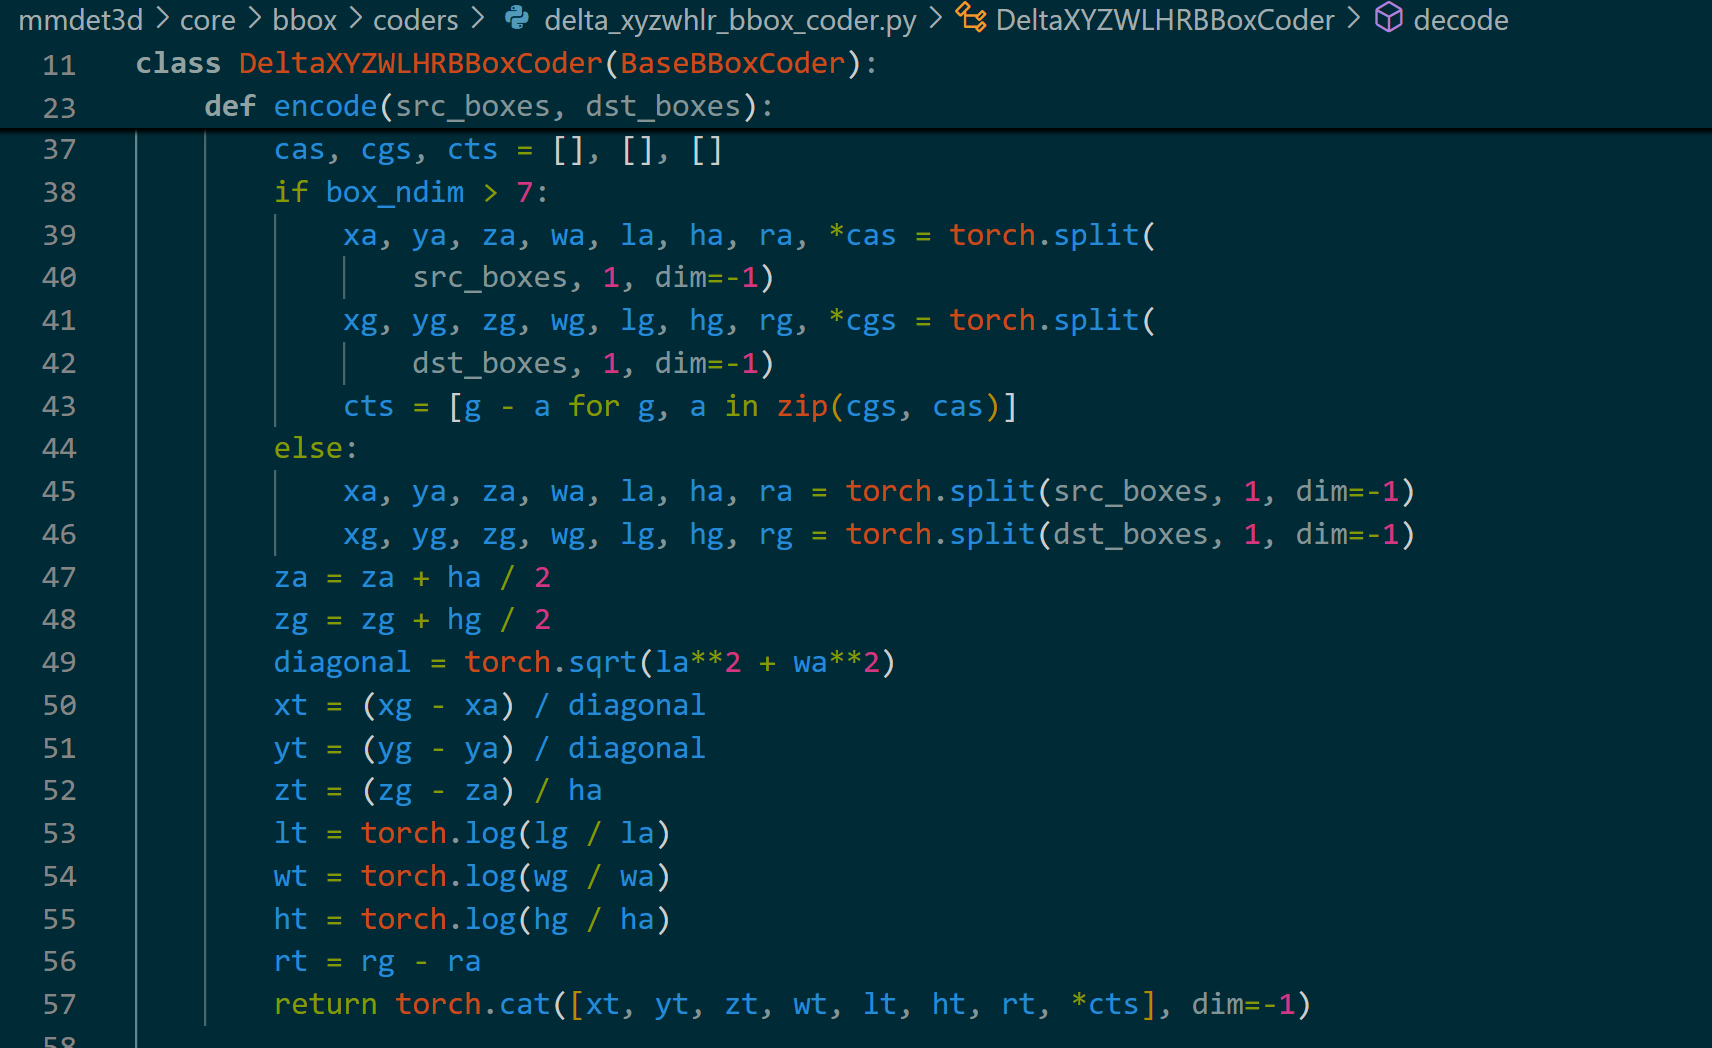 mmdet3d > core > bbox > coders > delta_xyzwhlr_bbox_coder.py > DeltaXYZWLHRBBoxCoder > decode
11 class DeltaXYZWLHRBBoxCoder(BaseBBoxCoder):
23 def encode(src_boxes, dst_boxes):
37 cas, cgs, cts = [], [], []
38 if box_ndim > 7:
39 xa, ya, za, wa, la, ha, ra, *cas = torch.split(
40 src_boxes, 1, dim=-1)
41 xg, yg, zg, wg, lg, hg, rg, *cgs = torch.split(
42 dst_boxes, 1, dim=-1)
43 cts = [g - a for g, a in zip(cgs, cas)]
44 else:
45 xa, ya, za, wa, la, ha, ra = torch.split(src_boxes, 1, dim=-1)
46 xg, yg, zg, wg, lg, hg, rg = torch.split(dst_boxes, 1, dim=-1)
47 za = za + ha / 2
48 zg = zg + hg / 2
49 diagonal = torch.sqrt(la**2 + wa**2)
50 xt = (xg - xa) / diagonal
51 yt = (yg - ya) / diagonal
52 zt = (zg - za) / ha
53 lt = torch.log(lg / la)
54 wt = torch.log(wg / wa)
55 ht = torch.log(hg / ha)
56 rt = rg - ra
57 return torch.cat([xt, yt, zt, wt, lt, ht, rt, *cts], dim=-1)
58